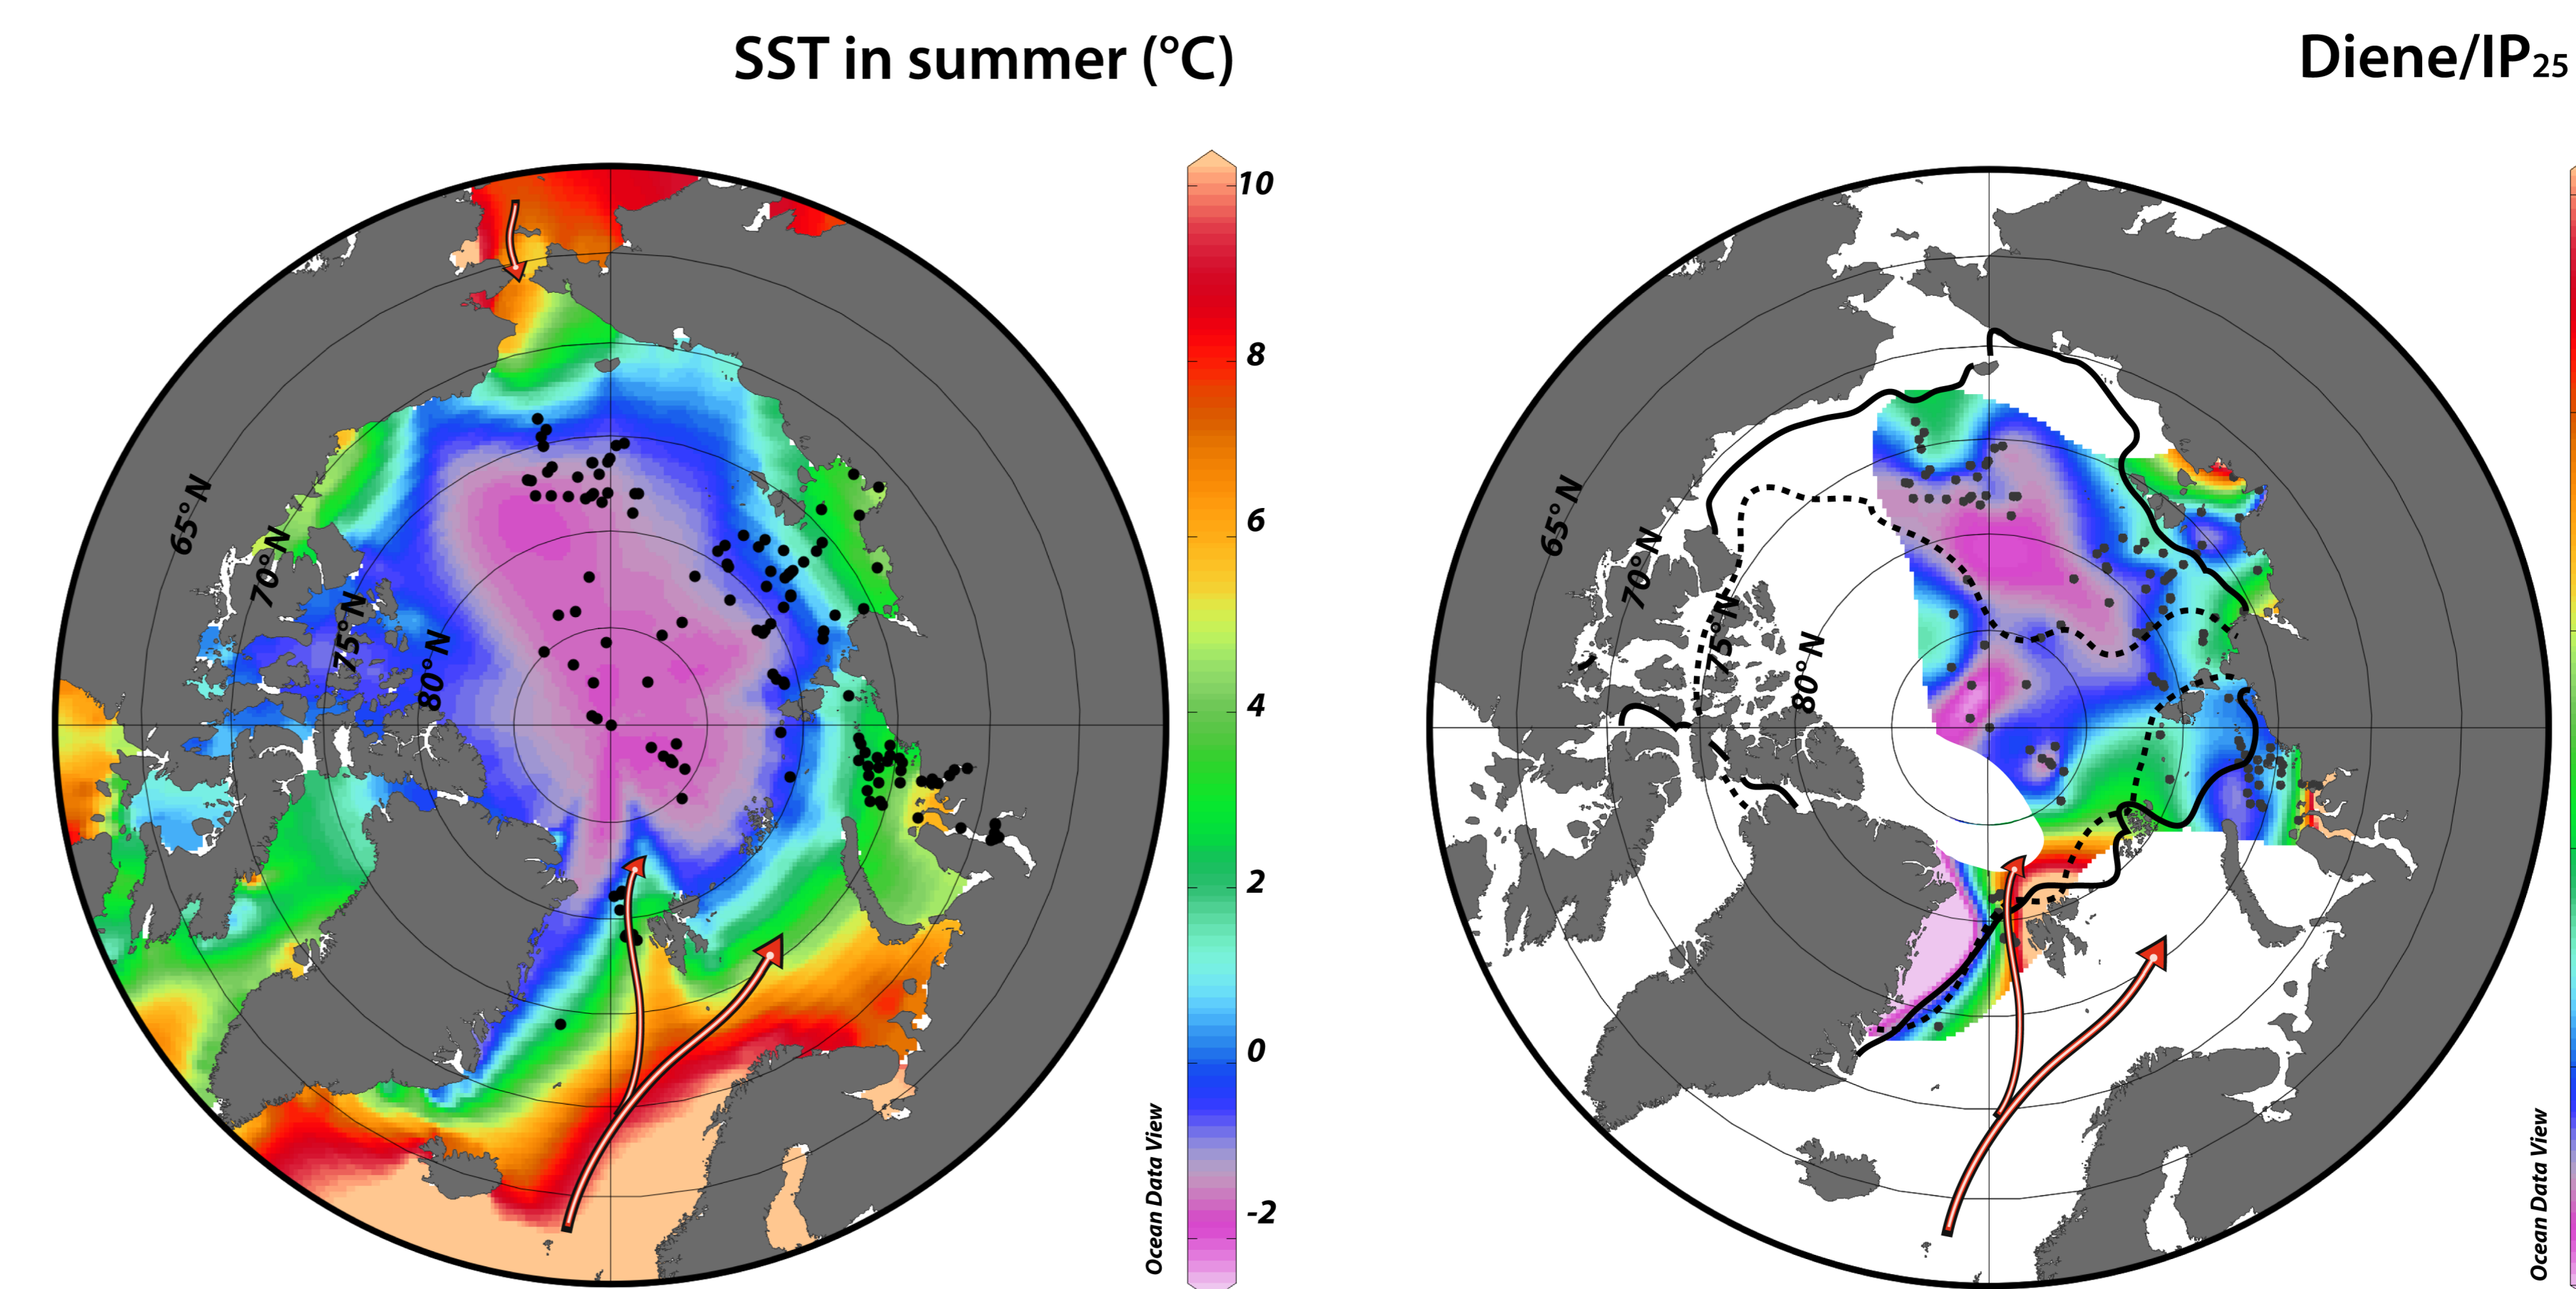 SST in summer (°C)
Diene/IP₂₅
65°N
70°N
75°N
80°N
10
8
6
4
2
0
-2
Ocean Data View
65°N
70°N
75°N
80°N
Ocean Data View